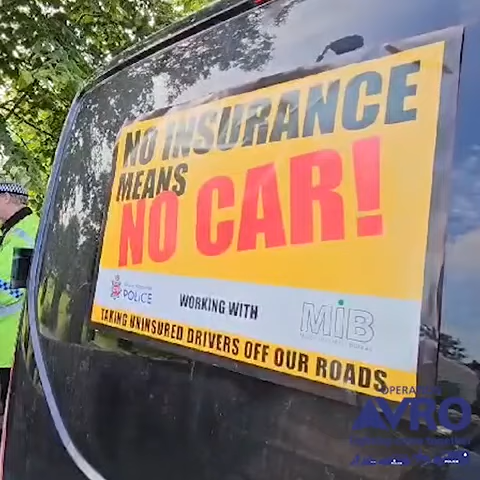 NO INSURANCE
MEANS
NO CAR!
POLICE
WORKING WITH
MIB
TAKING UNINSURED DRIVERS OFF OUR ROADS
OPERATION
AVRO